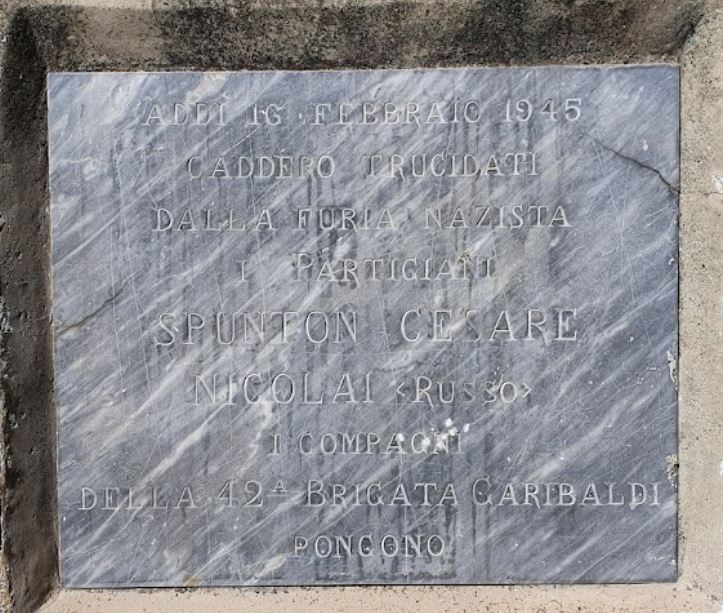 ADDI 16 FEBBRAIO 1945
CADDERO TRUCIDATI
DALLA FURIA NAZISTA
I PARTIGIANI
SPUNTON CESARE
NICOLAI <RUSSO>
I COMPAGNI
DELLA 42ᴬ BRIGATA GARIBALDI
PONGONO